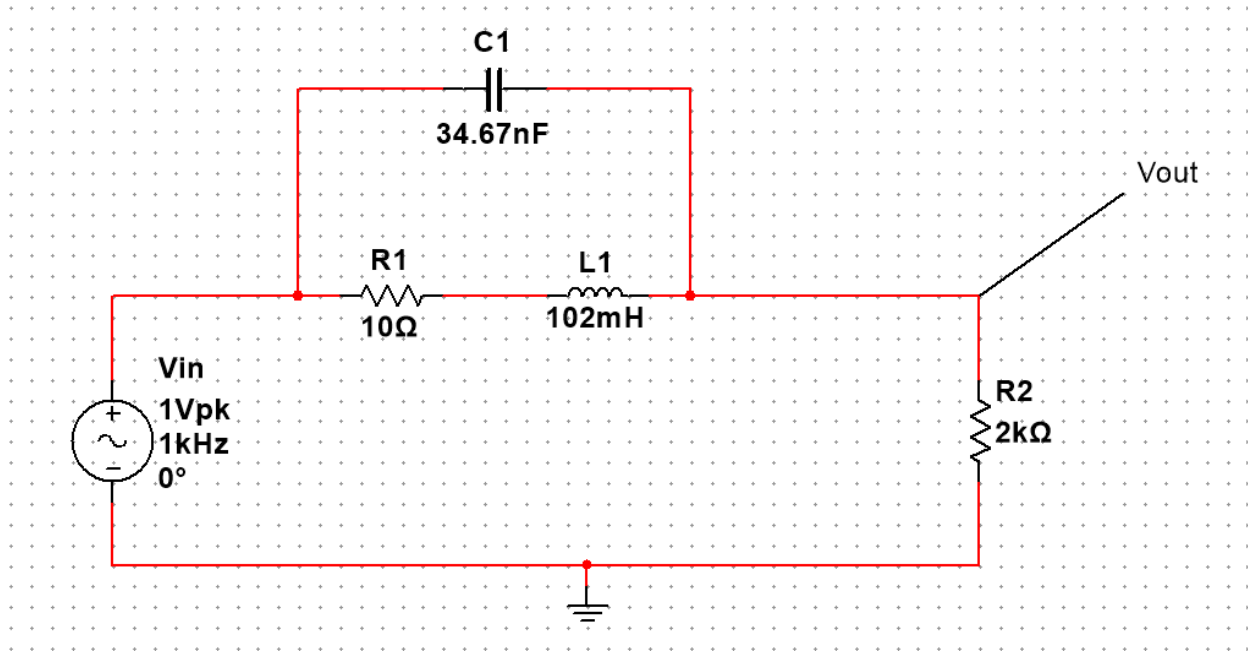 C1
34.67nF
Vout
R1
10Ω
L1
102mH
Vin
1Vpk
1kHz
0°
R2
2kΩ